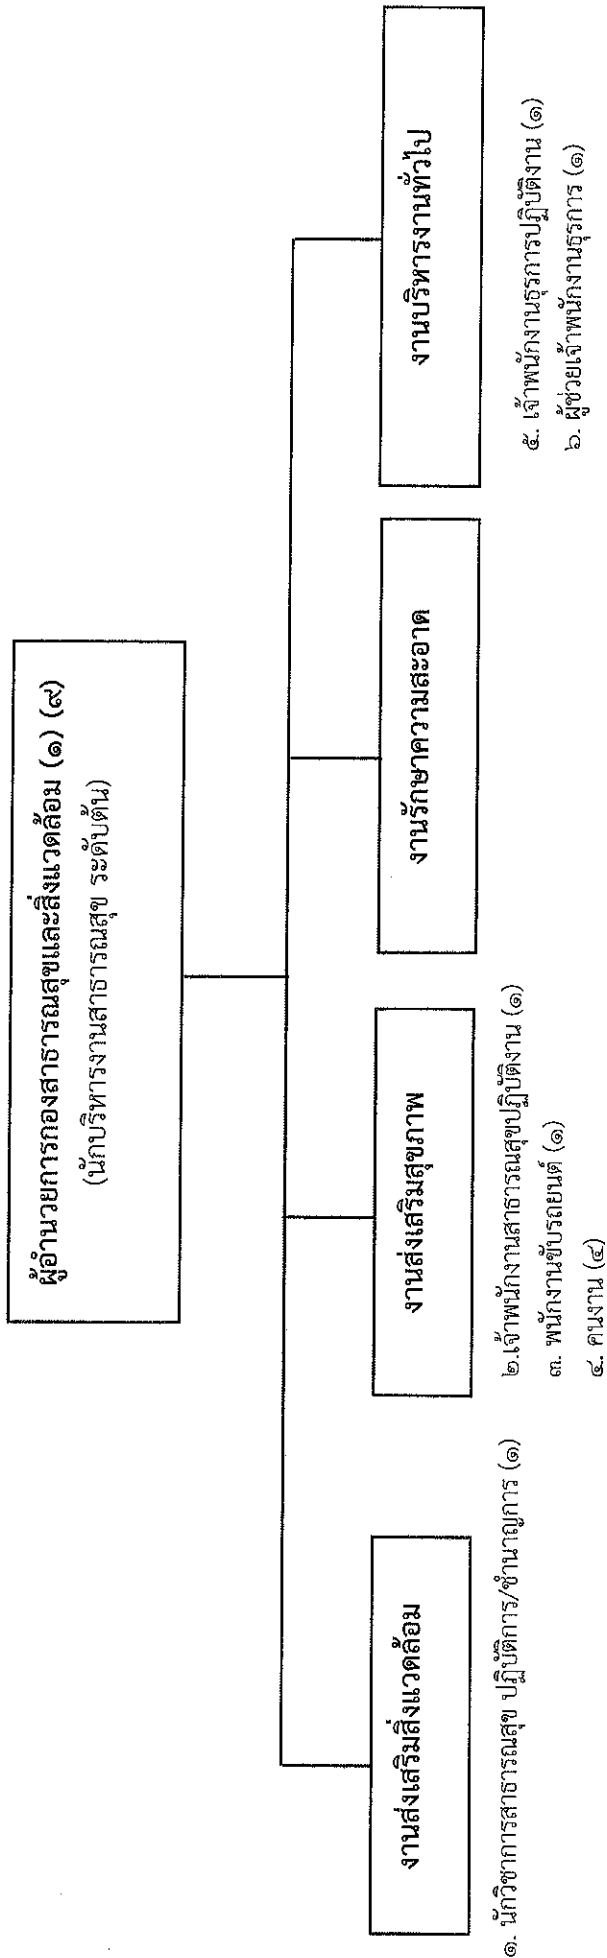 ผู้อำนวยการกองสาธารณสุขและสิ่งแวดล้อม (๑) (๙)
(นักบริหารงานสาธารณสุข ระดับต้น)
งานส่งเสริมสิ่งแวดล้อม
๑. นักวิชาการสาธารณสุข ปฏิบัติการ/ชำนาญการ (๑)
งานส่งเสริมสุขภาพ
๒.เจ้าพนักงานสาธารณสุขปฏิบัติงาน (๑)
๓. พนักงานขับรถยนต์ (๑)
๔. คนงาน (๔)
งานรักษาความสะอาด
งานบริหารงานทั่วไป
๕. เจ้าพนักงานธุรการปฏิบัติงาน (๑)
๖. ผู้ช่วยเจ้าพนักงานธุรการ (๑)